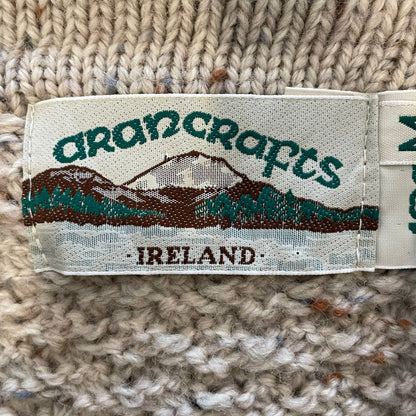 arancrafts
· IRELAND ·
M